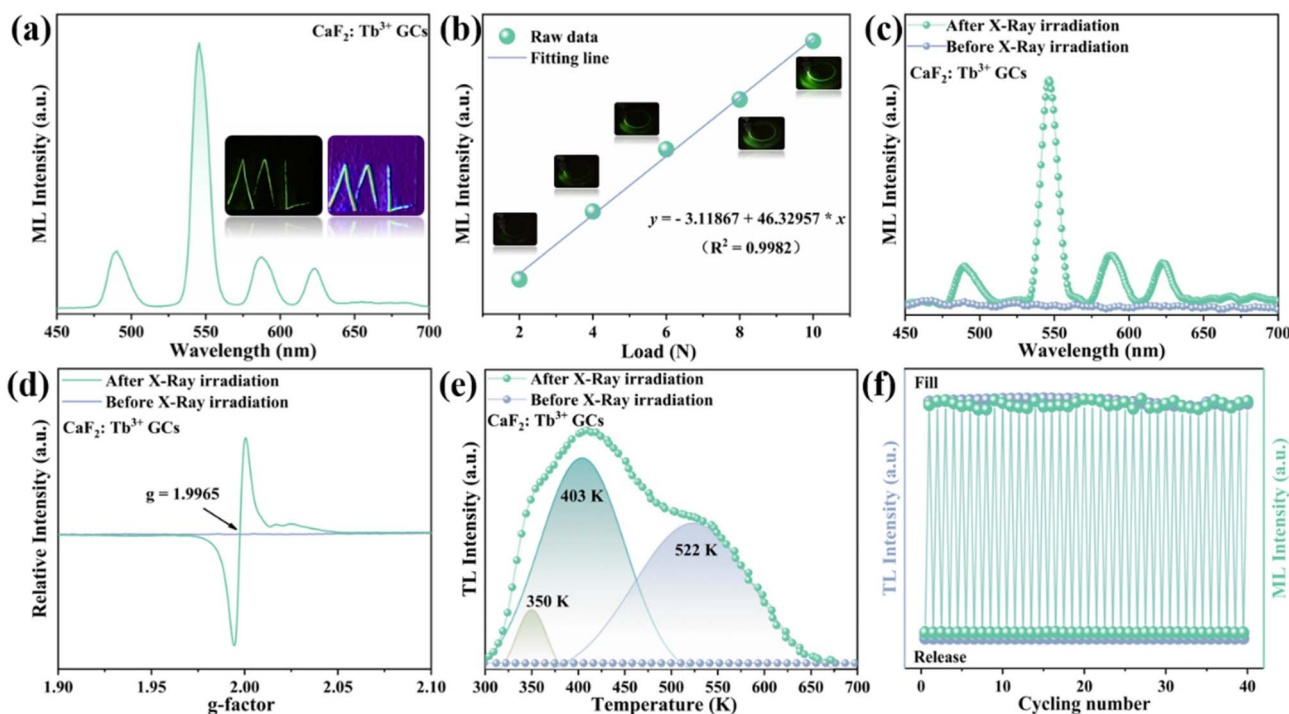 (a)
CaF₂: Tb³⁺ GCs
ML Intensity (a.u.)
450 500 550 600 650 700
Wavelength (nm)
(b)
Raw data
Fitting line
y = - 3.11867 + 46.32957 * x
(R² = 0.9982)
ML Intensity (a.u.)
2 4 6 8 10
Load (N)
(c)
After X-Ray irradiation
Before X-Ray irradiation
CaF₂: Tb³⁺ GCs
ML Intensity (a.u.)
450 500 550 600 650 700
Wavelength (nm)
(d)
After X-Ray irradiation
Before X-Ray irradiation
CaF₂: Tb³⁺ GCs
g = 1.9965
Relative Intensity (a.u.)
1.90 1.95 2.00 2.05 2.10
g-factor
(e)
After X-Ray irradiation
Before X-Ray irradiation
CaF₂: Tb³⁺ GCs
403 K
522 K
350 K
TL Intensity (a.u.)
300 350 400 450 500 550 600 650 700
Temperature (K)
(f)
Fill
Release
TL Intensity (a.u.)
ML Intensity (a.u.)
0 10 20 30 40
Cycling number